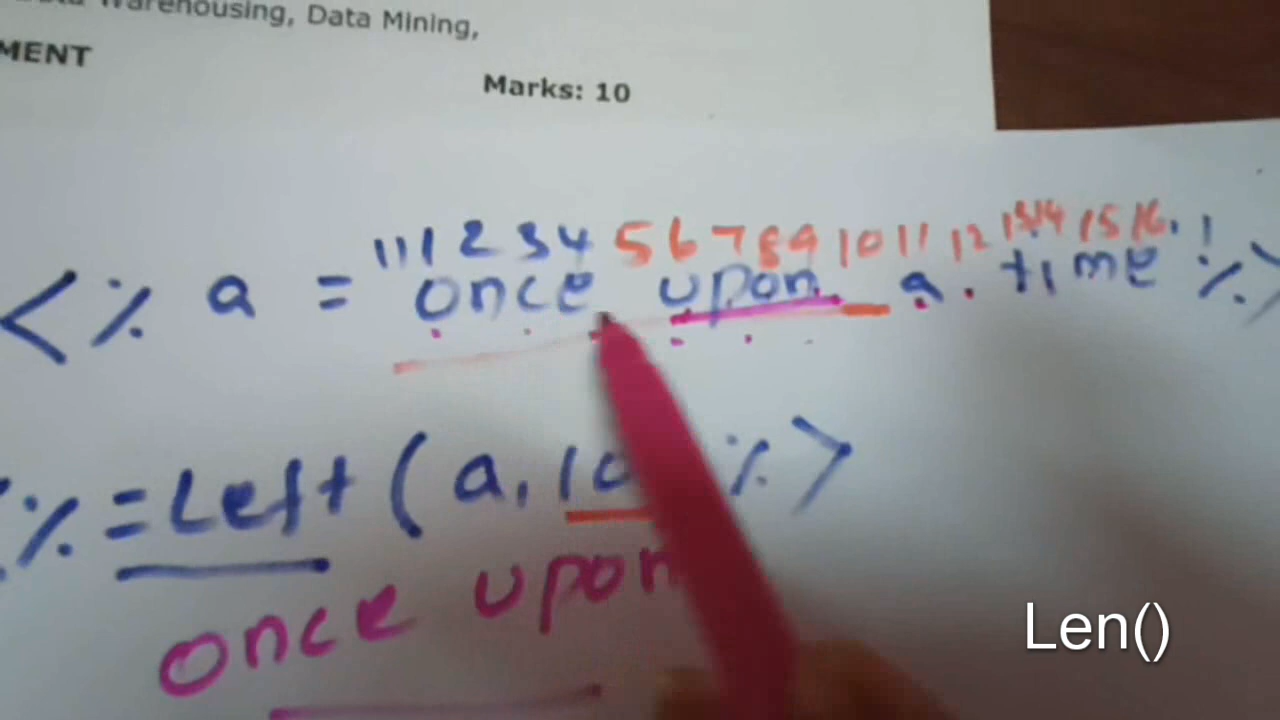 Warehousing, Data Mining,
MENT
Marks: 10
"1 2 3 4 5 6 7 8 9 10 11 12 13 14 15 16 "
<% a = once upon a time %>
%=Left (a, 10 %>
once upon
Len()